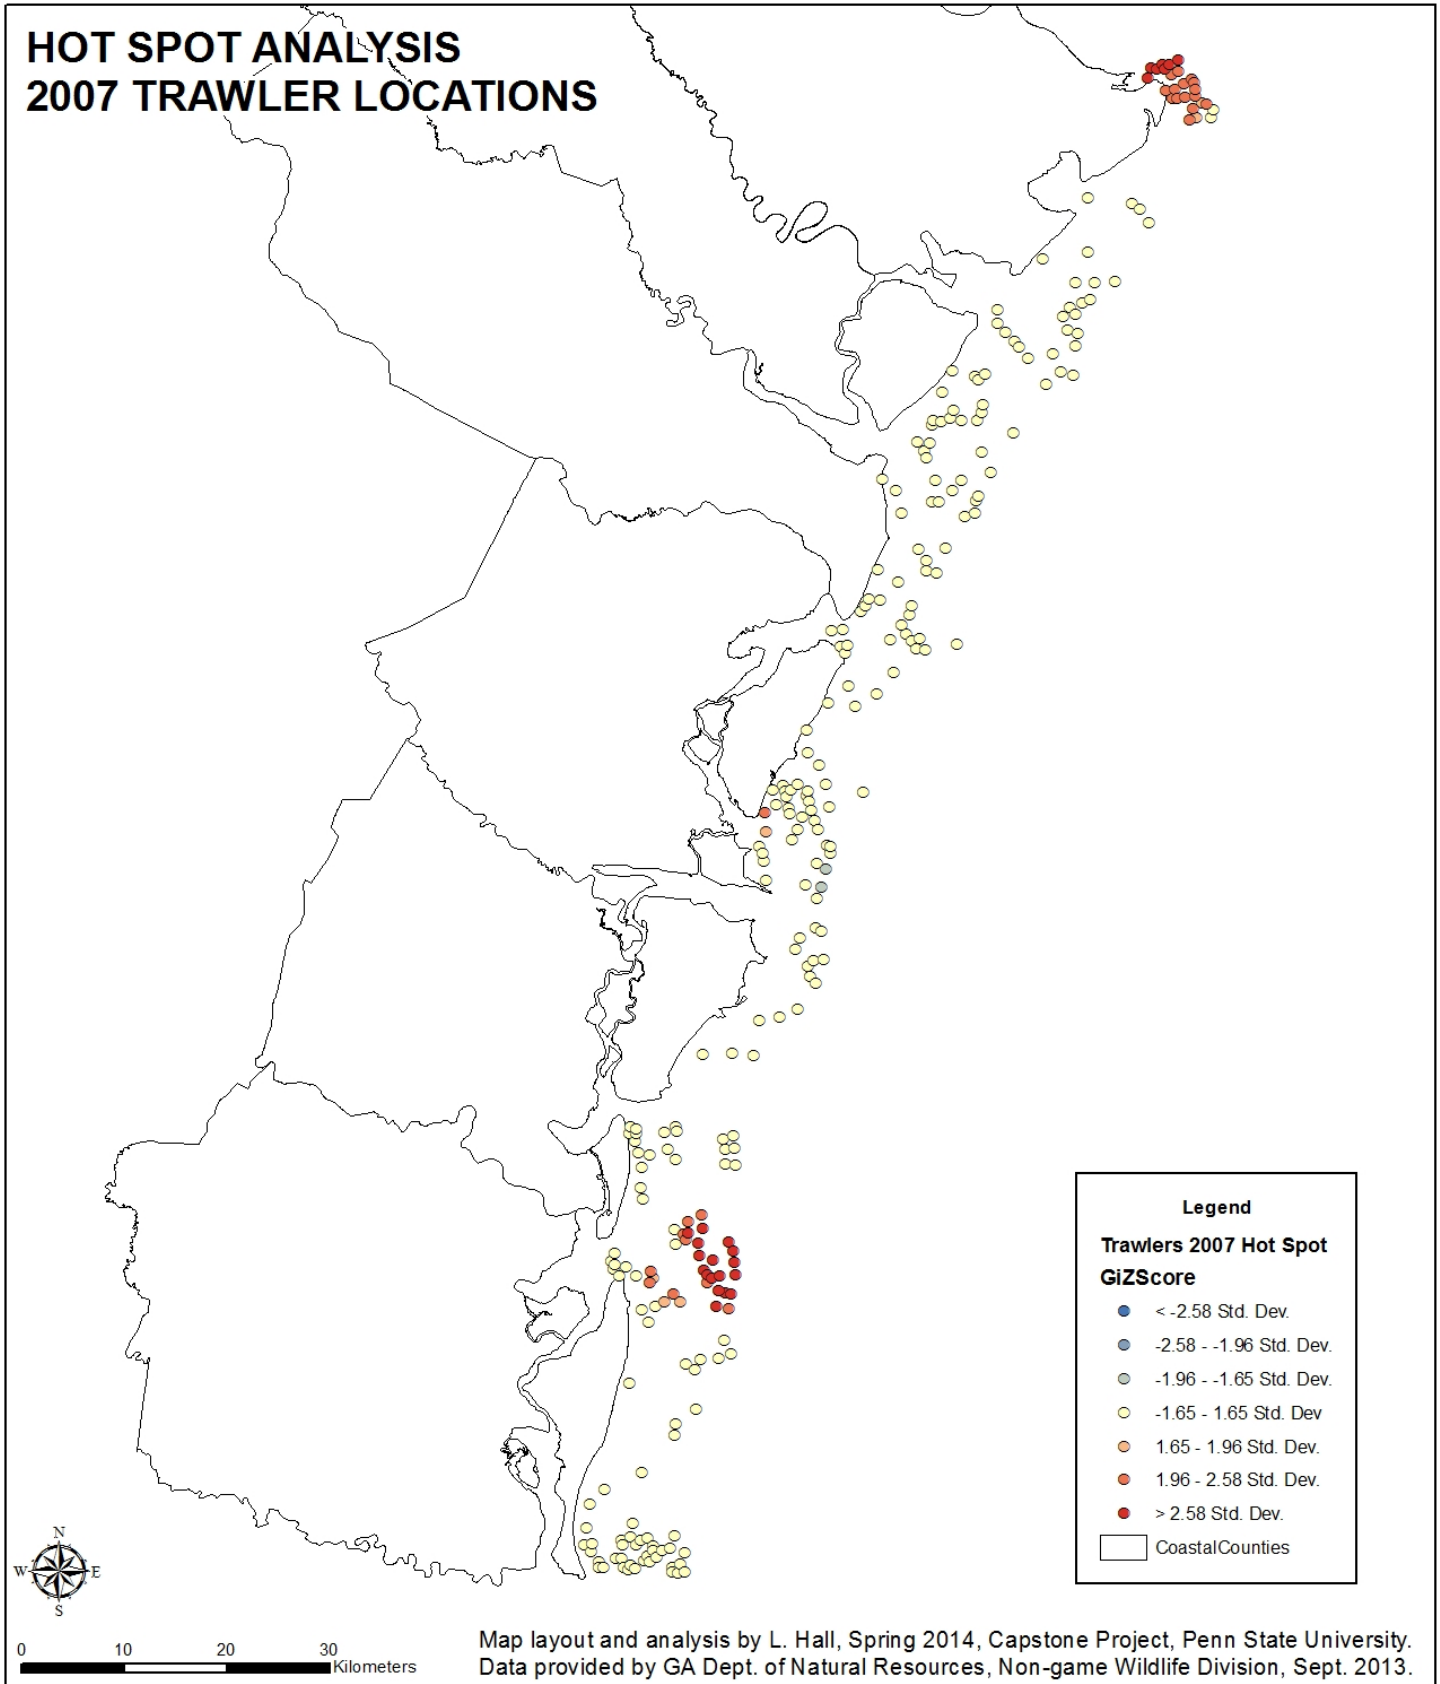 HOT SPOT ANALYSIS
2007 TRAWLER LOCATIONS
Legend
Trawlers 2007 Hot Spot
GiZScore
< -2.58 Std. Dev.
-2.58 - -1.96 Std. Dev.
-1.96 - -1.65 Std. Dev.
-1.65 - 1.65 Std. Dev
1.65 - 1.96 Std. Dev.
1.96 - 2.58 Std. Dev.
> 2.58 Std. Dev.
CoastalCounties
N
W E
S
0 10 20 30
Kilometers
Map layout and analysis by L. Hall, Spring 2014, Capstone Project, Penn State University.
Data provided by GA Dept. of Natural Resources, Non-game Wildlife Division, Sept. 2013.